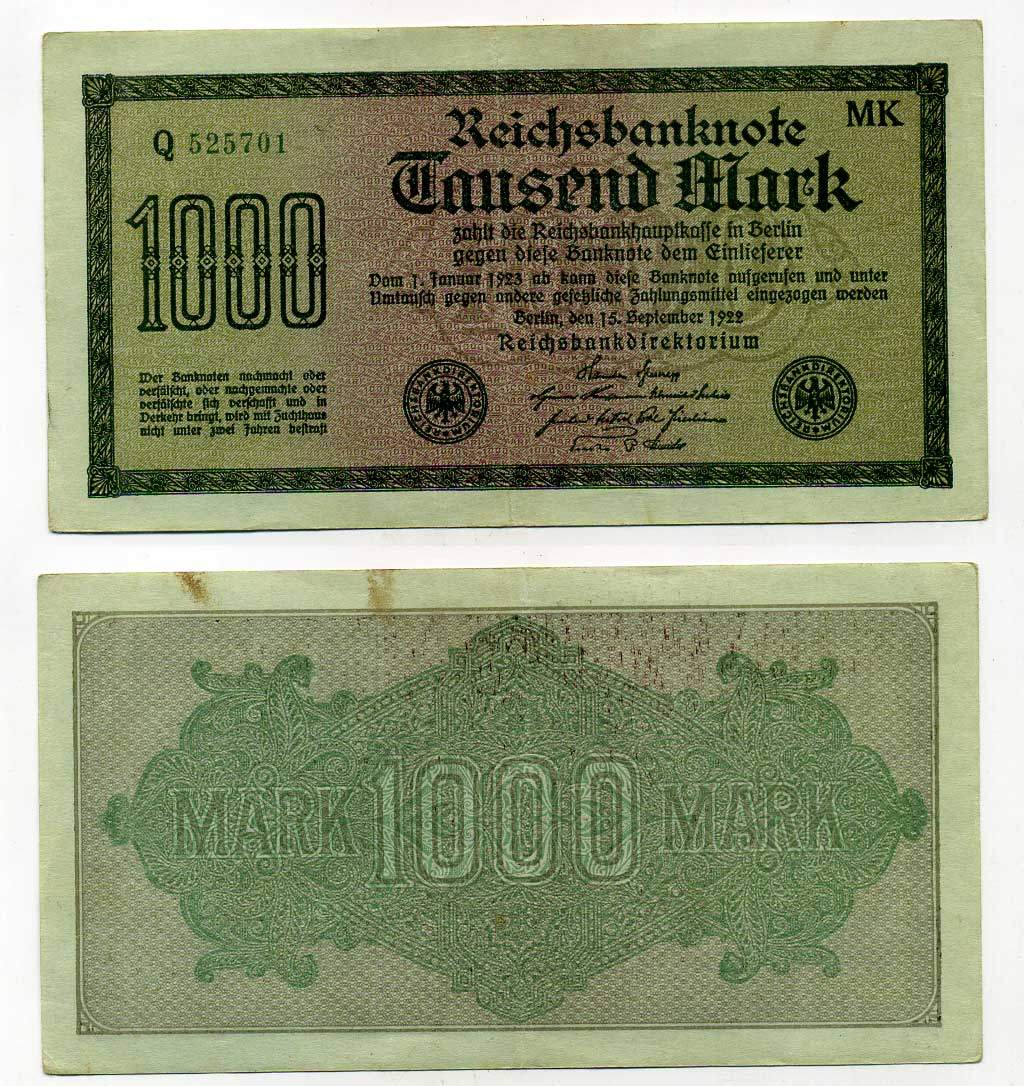 Q 525701
MK
Reichsbanknote
Tausend Mark
1000
zahlt die Reichsbankhauptkasse in Berlin
gegen diese Banknote dem Einlieferer
Vom 1. Januar 1923 ab kann diese Banknote aufgerufen und unter
Umtausch gegen andere gesetzliche Zahlungsmittel eingezogen werden
Berlin, den 15. September 1922
Reichsbankdirektorium
Wer Banknoten nachmacht oder
verfälscht, oder nachgemachte oder
verfälschte sich verschafft und in
Verkehr bringt, wird mit Zuchthaus
nicht unter zwei Jahren bestraft
REICHSBANKDIREKTORIUM
REICHSBANKDIREKTORIUM
MARK 1000 MARK